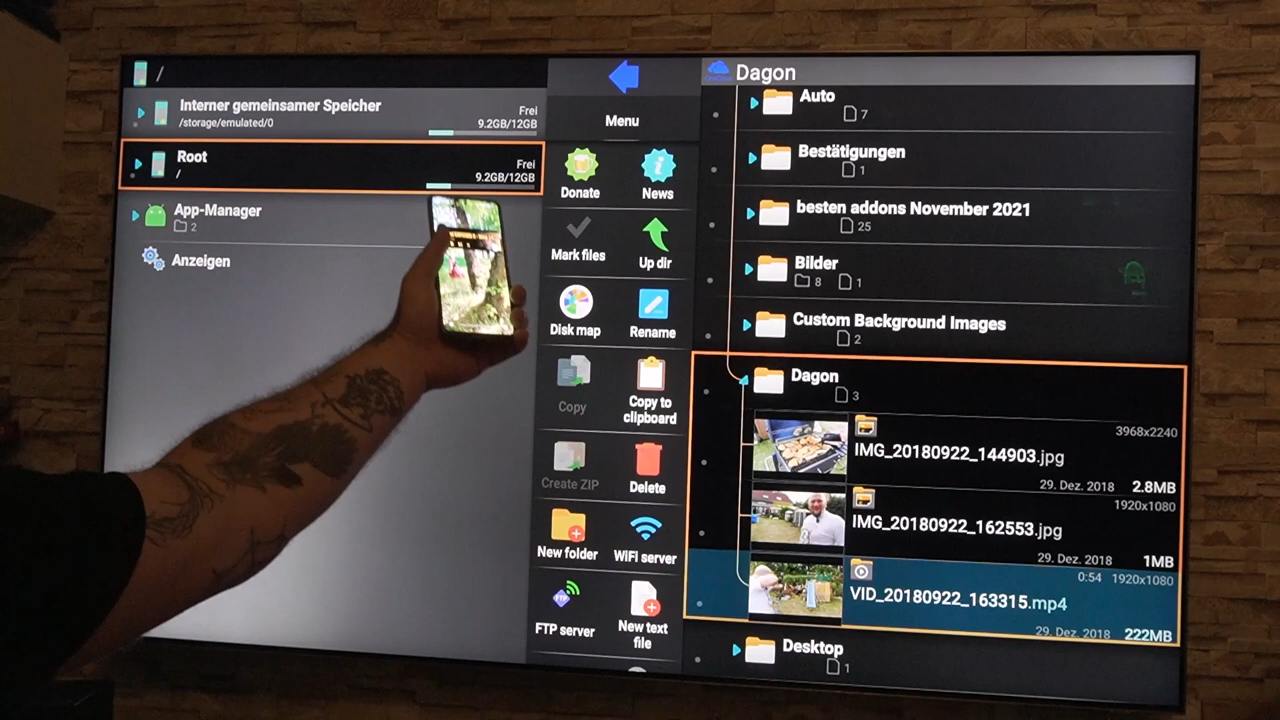 /
Interner gemeinsamer Speicher
/storage/emulated/0
Frei
9.2GB/12GB
Root
/
Frei
9.2GB/12GB
App-Manager
2
Anzeigen
Menu
Donate
News
Mark files
Up dir
Disk map
Rename
Copy
Copy to
clipboard
Create ZIP
Delete
New folder
WiFi server
FTP
FTP server
New text
file
Dagon
Auto
7
Bestätigungen
1
besten addons November 2021
25
Bilder
8 1
Custom Background Images
2
Dagon
3
3968x2240
IMG_20180922_144903.jpg
29. Dez. 2018 2.8MB
1920x1080
IMG_20180922_162553.jpg
29. Dez. 2018 1MB
0:54 1920x1080
VID_20180922_163315.mp4
29. Dez. 2018 222MB
Desktop
1